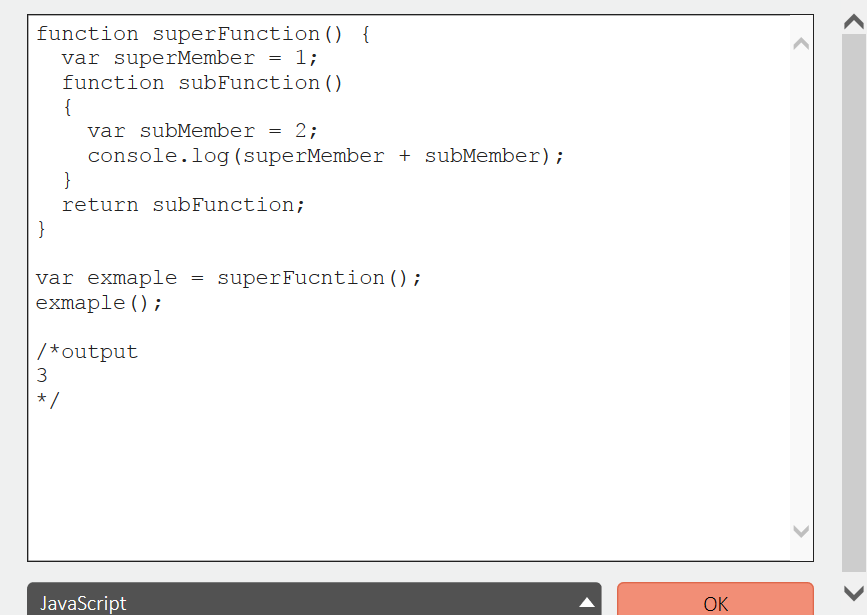 function superFunction() {
  var superMember = 1;
  function subFunction()
  {
    var subMember = 2;
    console.log(superMember + subMember);
  }
  return subFunction;
}

var exmaple = superFucntion();
exmaple();

/*output
3
*/
JavaScript
OK